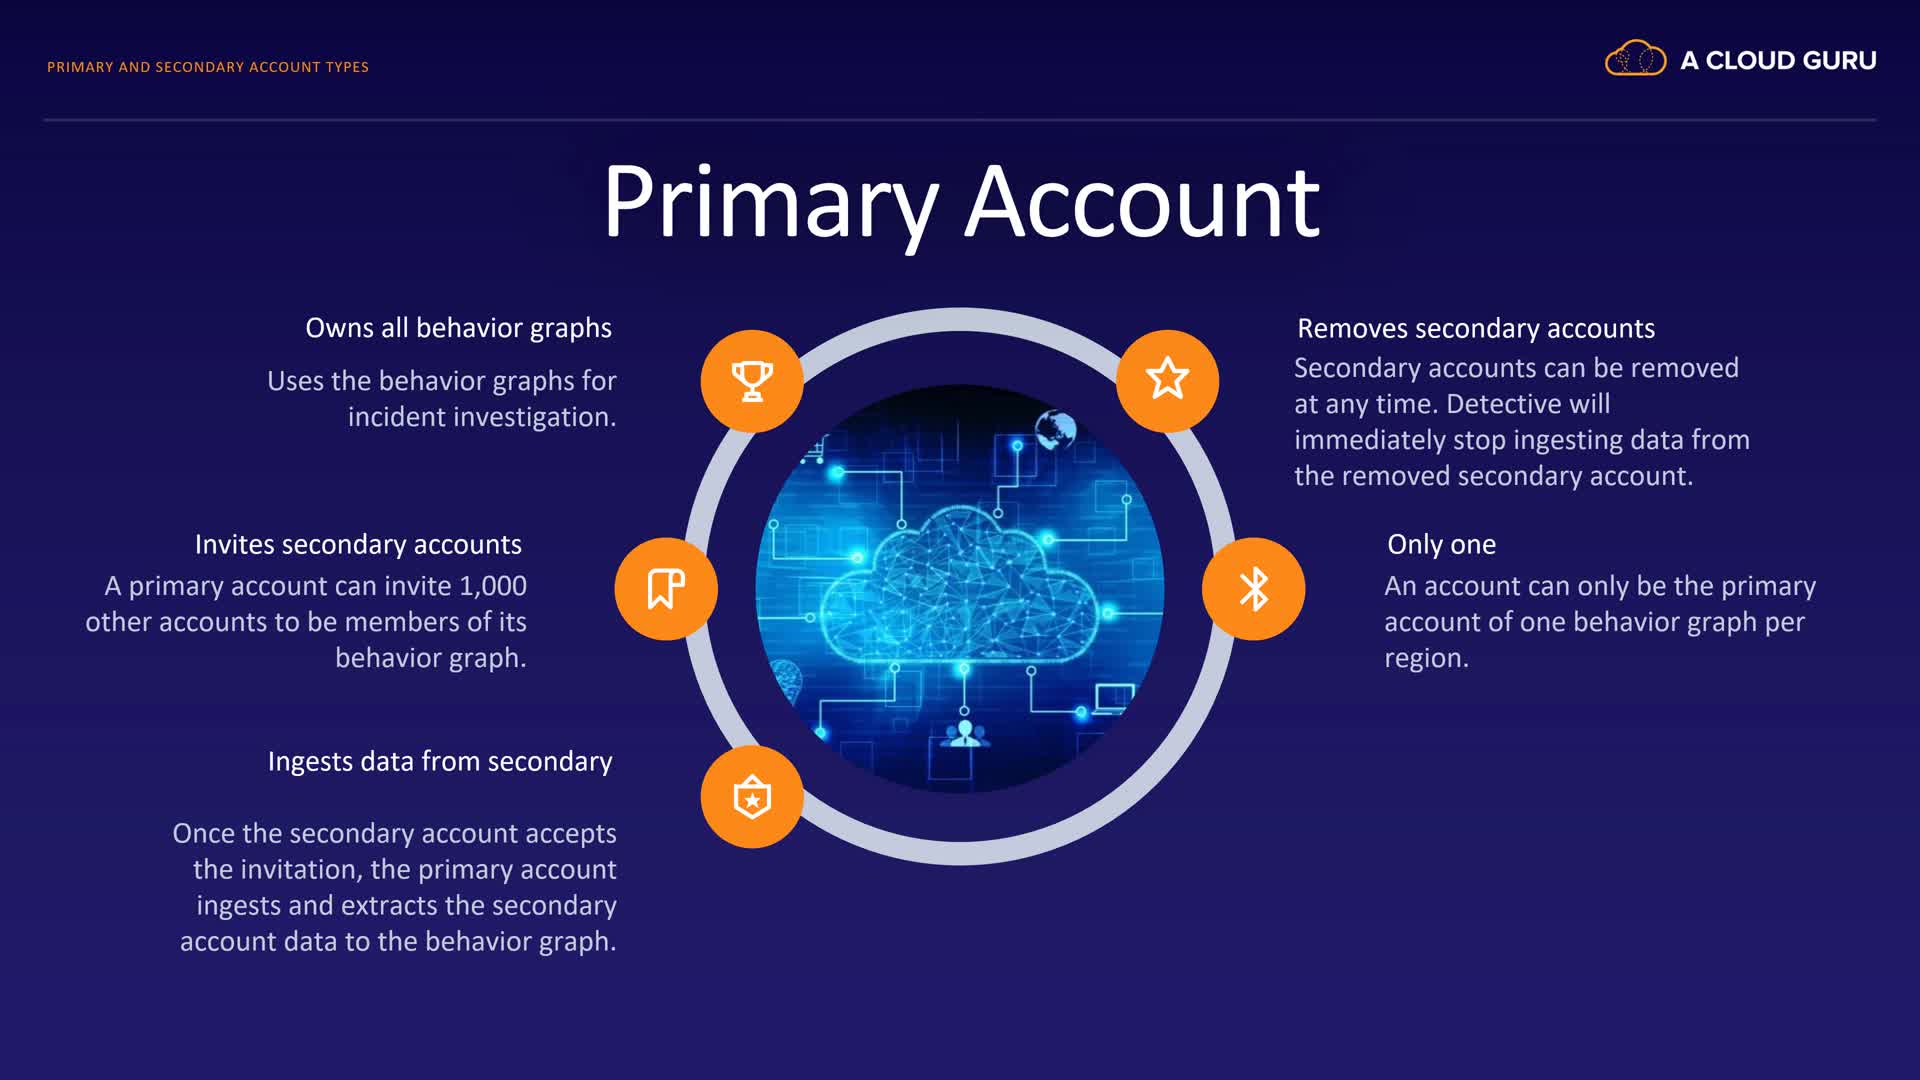 PRIMARY AND SECONDARY ACCOUNT TYPES
A CLOUD GURU
Primary Account
Owns all behavior graphs
Uses the behavior graphs for
incident investigation.
Invites secondary accounts
A primary account can invite 1,000
other accounts to be members of its
behavior graph.
Ingests data from secondary
Once the secondary account accepts
the invitation, the primary account
ingests and extracts the secondary
account data to the behavior graph.
Removes secondary accounts
Secondary accounts can be removed
at any time. Detective will
immediately stop ingesting data from
the removed secondary account.
Only one
An account can only be the primary
account of one behavior graph per
region.